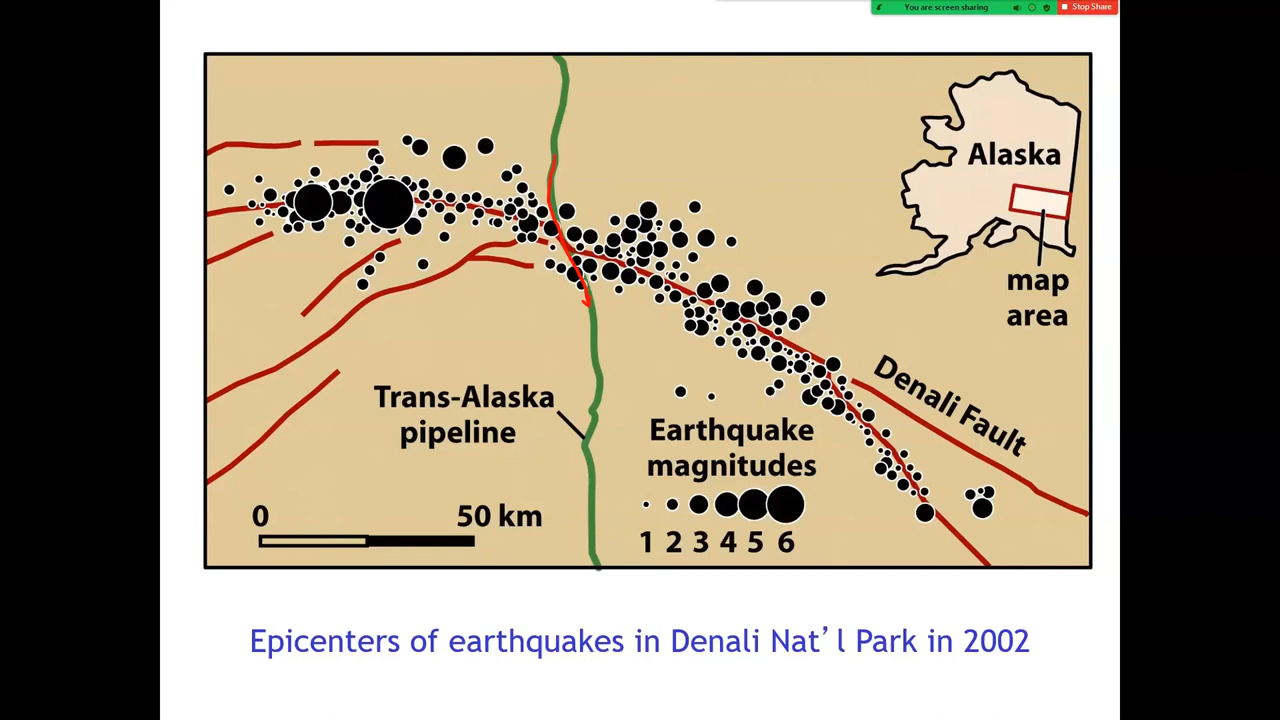 You are screen sharing
Stop Share
Alaska
map
area
Denali Fault
Trans-Alaska
pipeline
Earthquake
magnitudes
0 50 km
1 2 3 4 5 6
Epicenters of earthquakes in Denali Nat’l Park in 2002